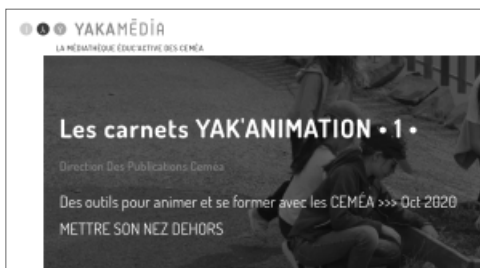 YAKAMÉDÍA
LA MÉDIATHÈQUE ÉDUC'ACTIVE DES CEMÉA
Les carnets YAK'ANIMATION • 1 •
Direction Des Publications Ceméa
Des outils pour animer et se former avec les CEMÉA >>> Oct 2020
METTRE SON NEZ DEHORS